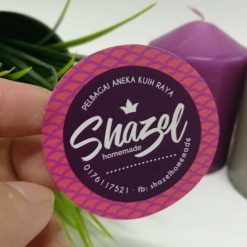 PELBAGAI ANEKA KUIH RAYA
Shazel
homemade
0176117521 · fb: shazelhomemade